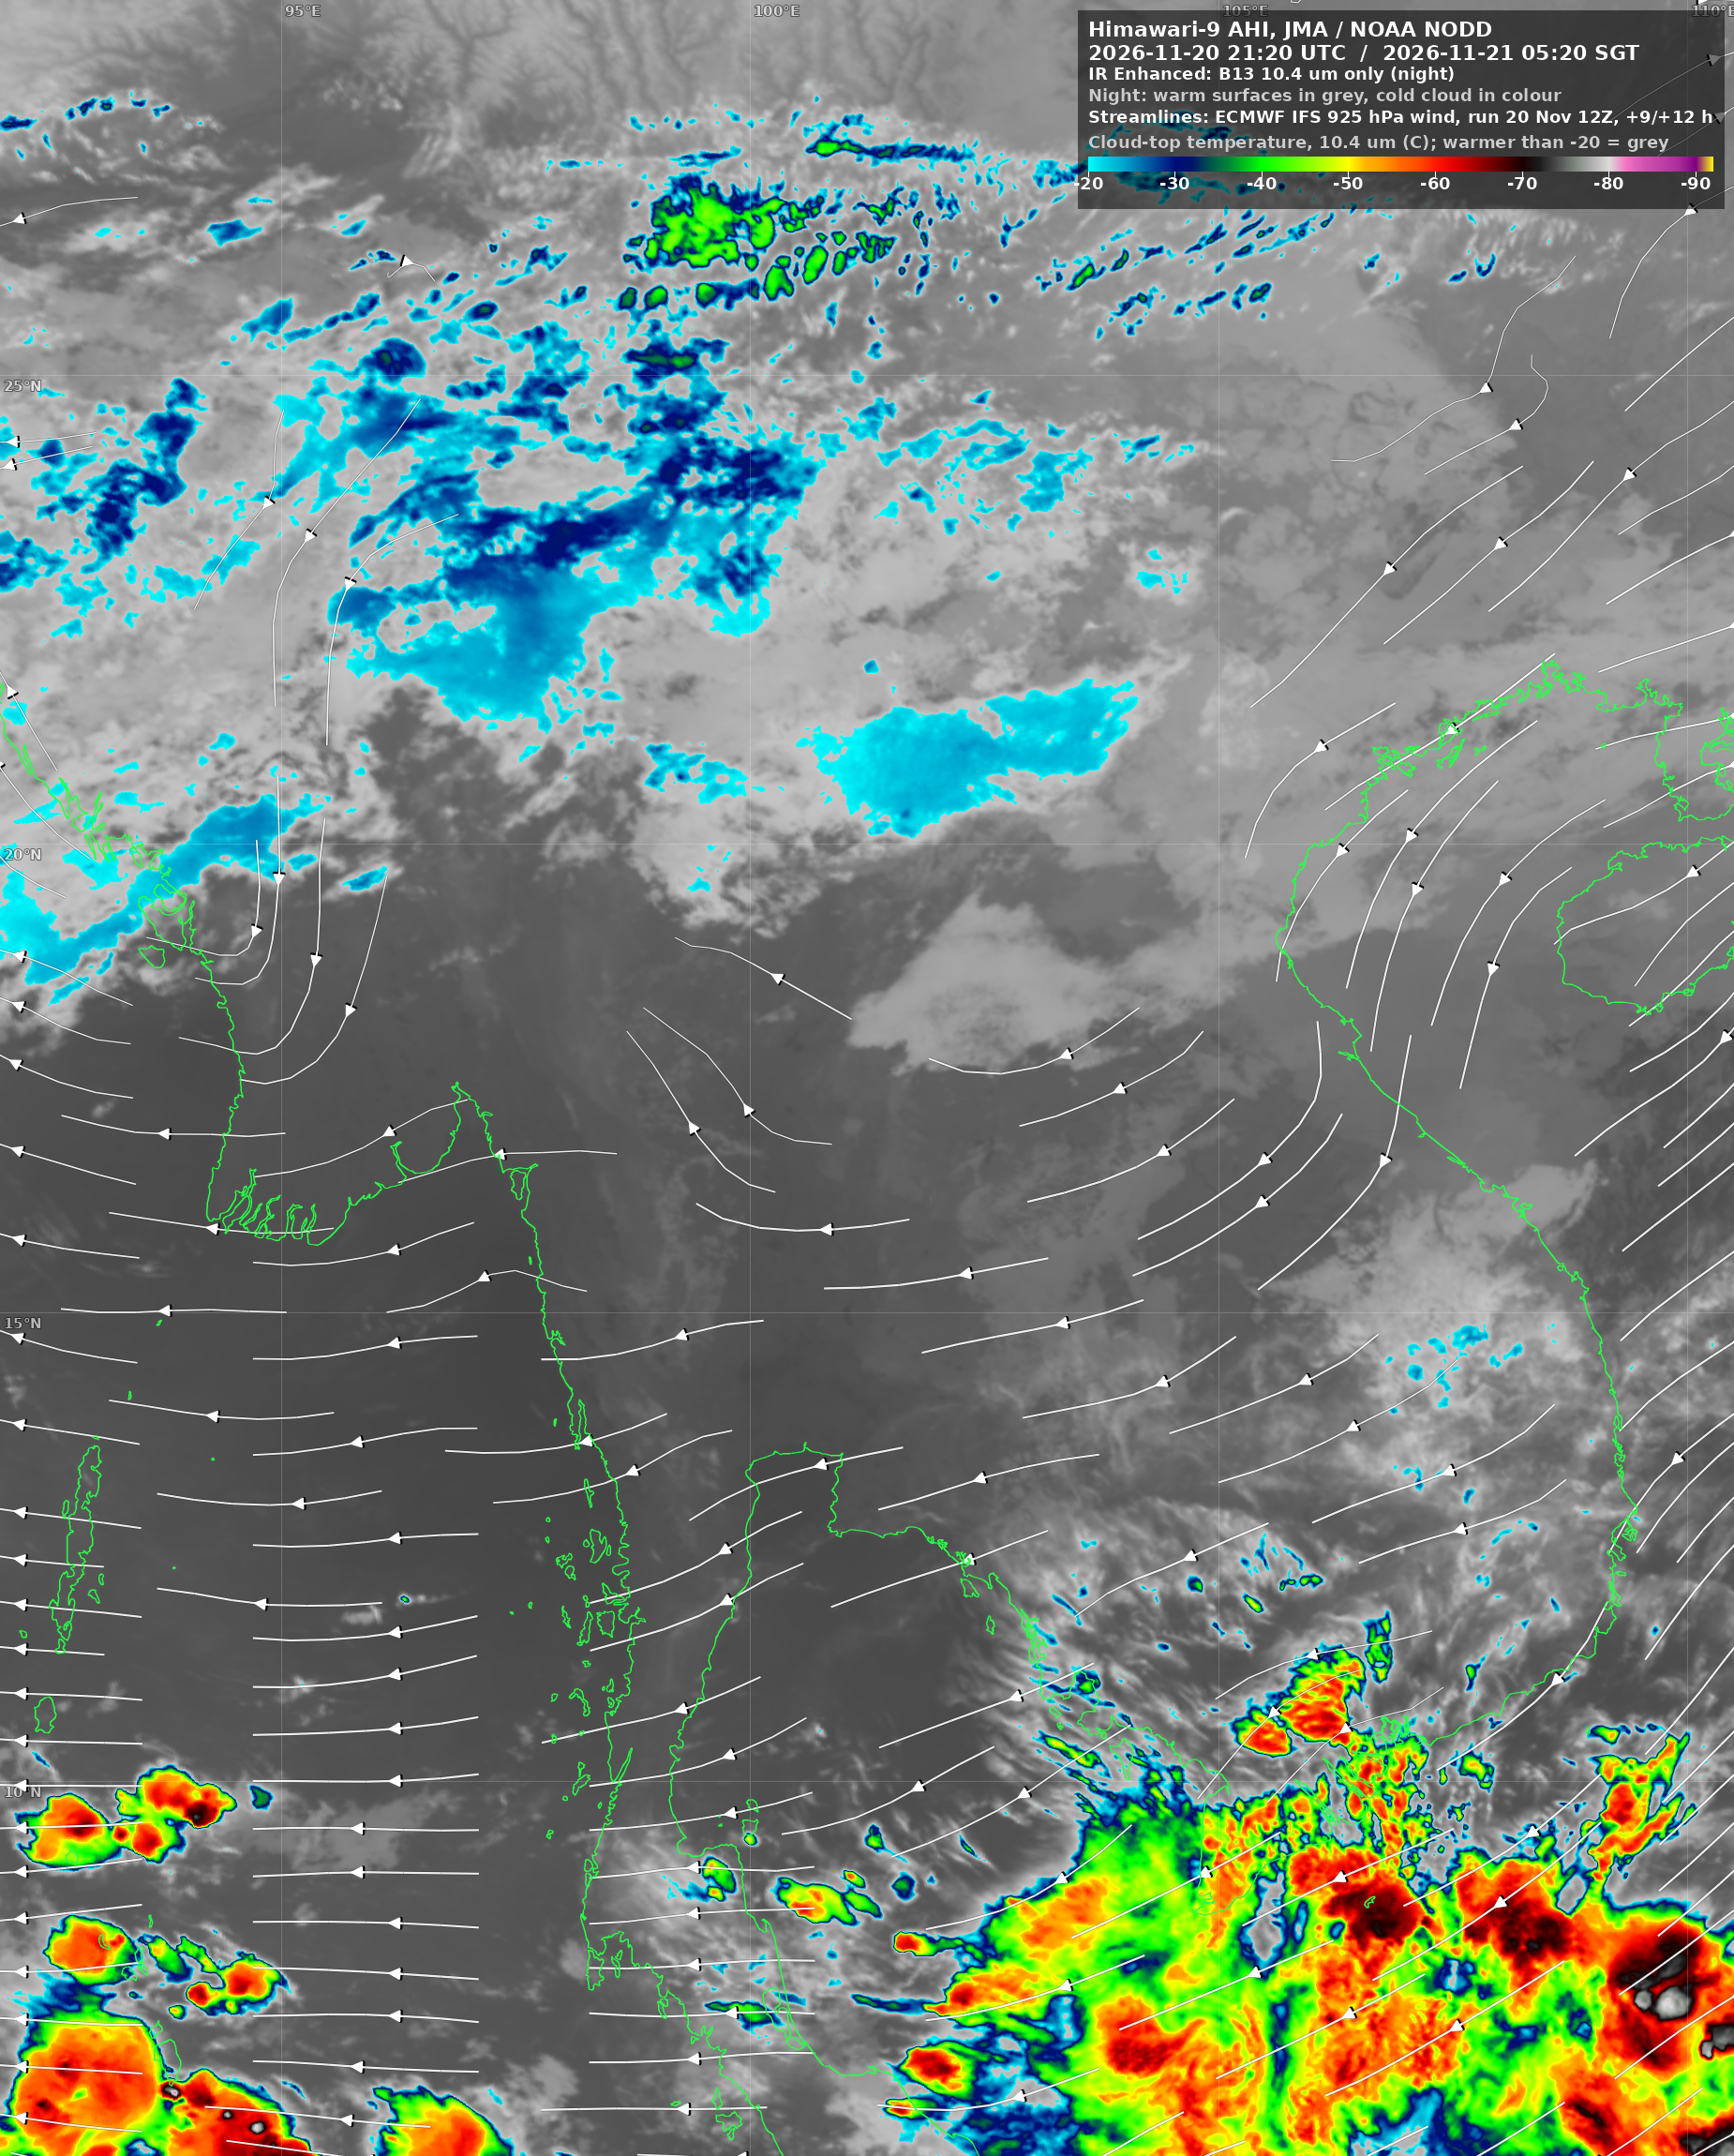 95°E
100°E
105°E
110°E
Himawari-9 AHI, JMA / NOAA NODD
2026-11-20 21:20 UTC / 2026-11-21 05:20 SGT
IR Enhanced: B13 10.4 um only (night)
Night: warm surfaces in grey, cold cloud in colour
Streamlines: ECMWF IFS 925 hPa wind, run 20 Nov 12Z, +9/+12 h
Cloud-top temperature, 10.4 um (C); warmer than -20 = grey
-20 -30 -40 -50 -60 -70 -80 -90
25°N
20°N
15°N
10°N